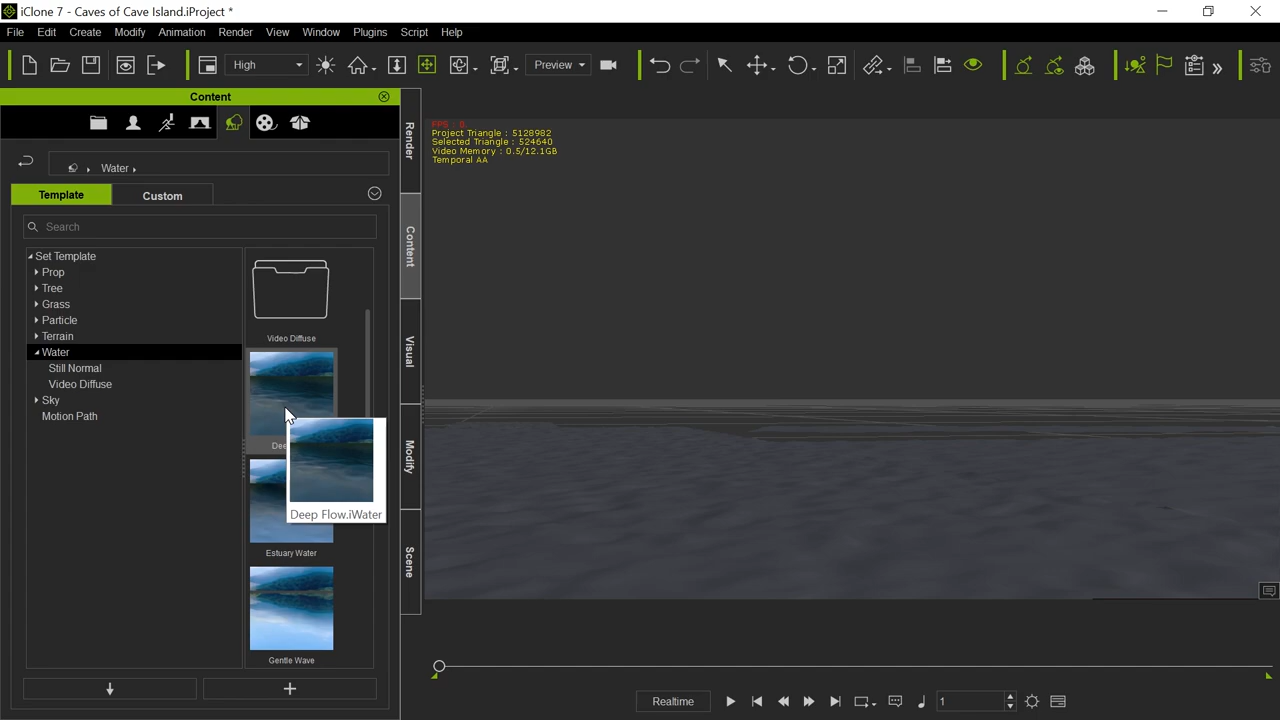 iClone 7 - Caves of Cave Island.iProject *
File Edit Create Modify Animation Render View Window Plugins Script Help
High
Preview
Content
Water
Template
Custom
Search
Set Template
Prop
Tree
Grass
Particle
Terrain
Water
Still Normal
Video Diffuse
Sky
Motion Path
Video Diffuse
Dee
Deep Flow.iWater
Estuary Water
Gentle Wave
Render
Content
Visual
Modify
Scene
FPS : 0
Project Triangle : 5128982
Selected Triangle : 524640
Video Memory : 0.5/12.1GB
Temporal AA
Realtime
1